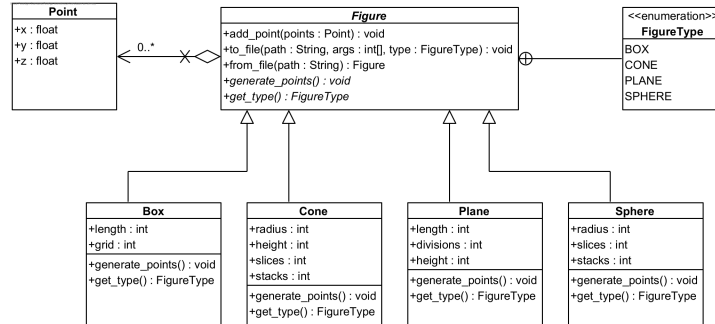 Point
+x : float
+y : float
+z : float
0..*
Figure
+add_point(points : Point) : void
+to_file(path : String, args : int[], type : FigureType) : void
+from_file(path : String) : Figure
+generate_points() : void
+get_type() : FigureType
<<enumeration>>
FigureType
BOX
CONE
PLANE
SPHERE
Box
+length : int
+grid : int
+generate_points() : void
+get_type() : FigureType
Cone
+radius : int
+height : int
+slices : int
+stacks : int
+generate_points() : void
+get_type() : FigureType
Plane
+length : int
+divisions : int
+height : int
+generate_points() : void
+get_type() : FigureType
Sphere
+radius : int
+slices : int
+stacks : int
+generate_points() : void
+get_type() : FigureType